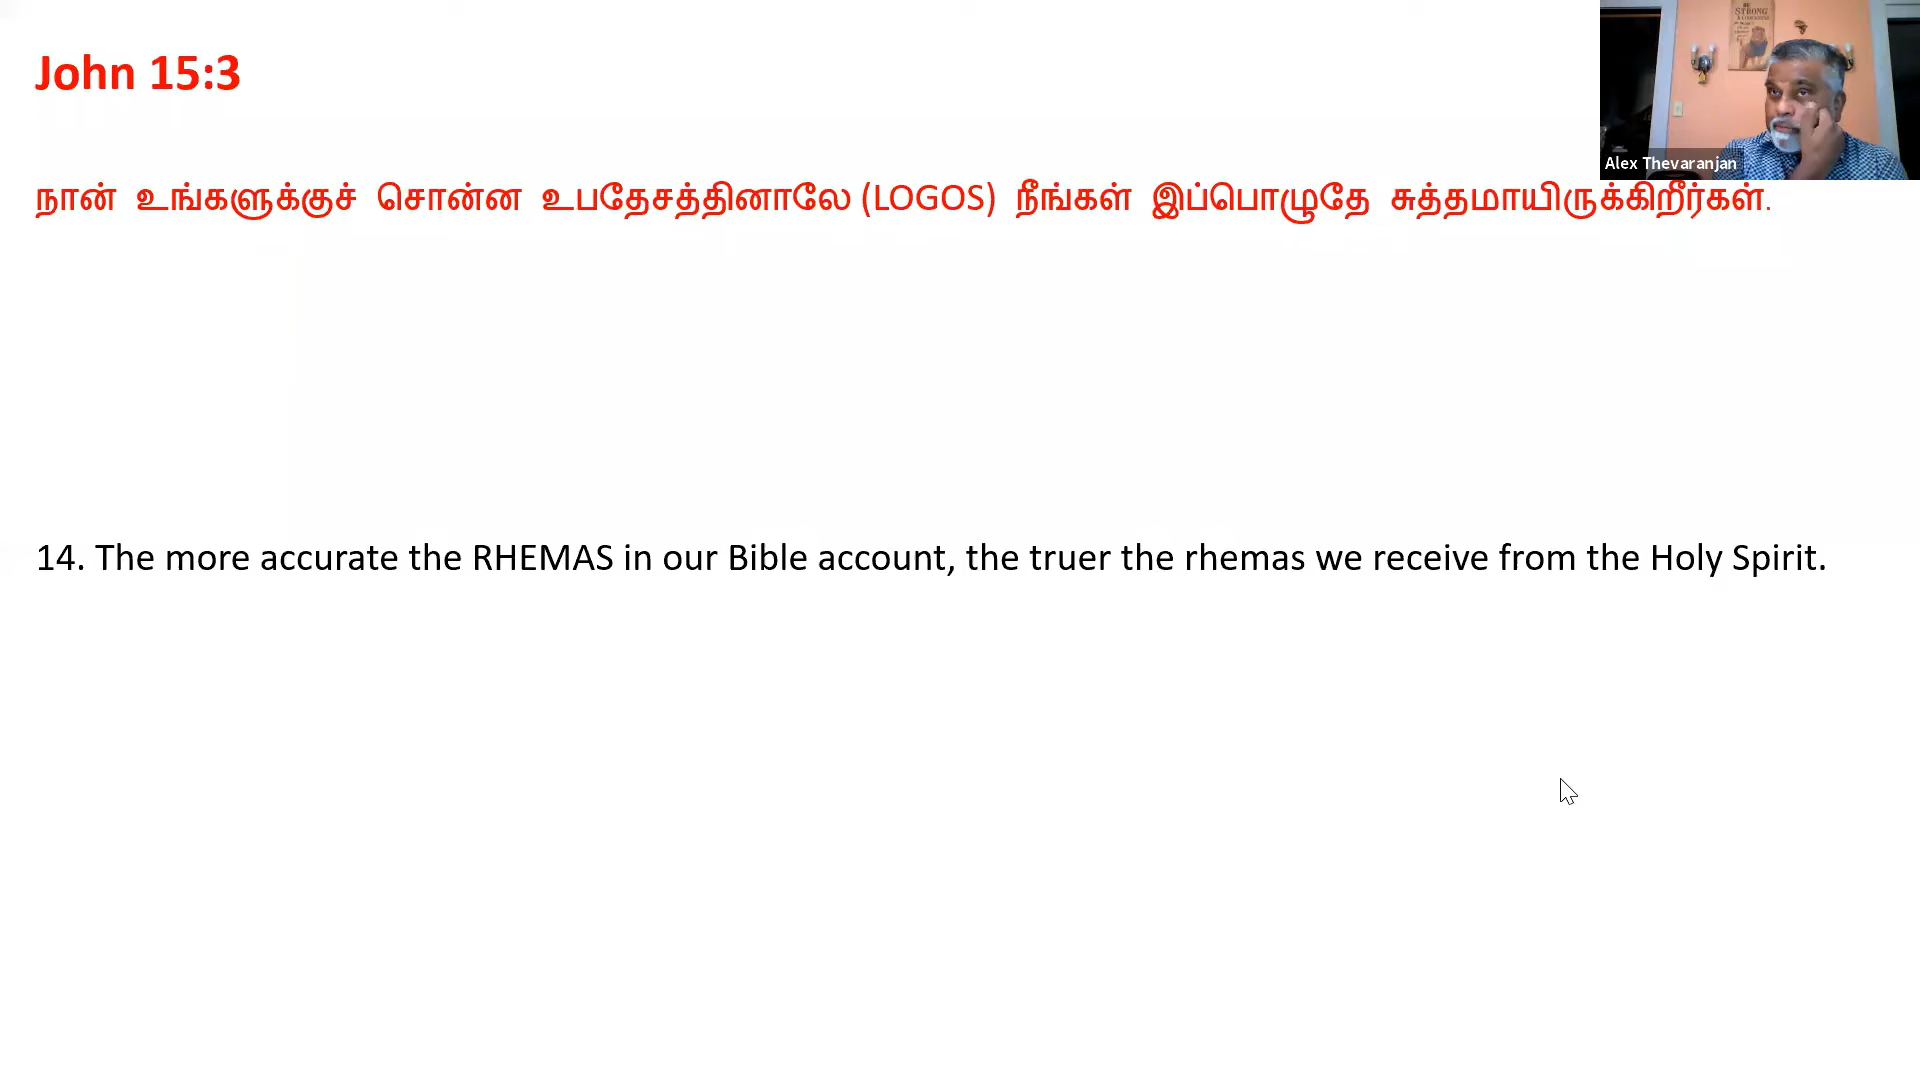 John 15:3
STRONG
Alex Thevaranjan
நான் உங்களுக்குச் சொன்ன உபதேசத்தினாலே (LOGOS) நீங்கள் இப்பொழுதே சுத்தமாயிருக்கிறீர்கள்.
14. The more accurate the RHEMAS in our Bible account, the truer the rhemas we receive from the Holy Spirit.